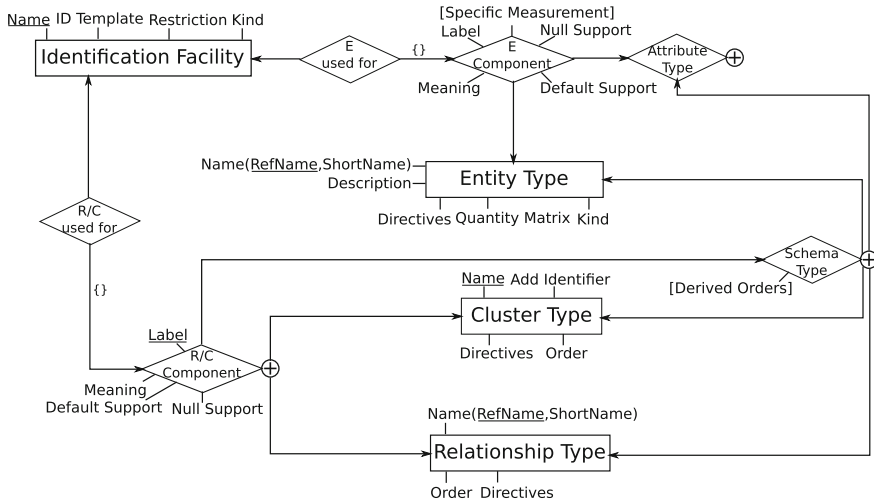 Name ID Template Restriction Kind
Identification Facility
E
used for
{}
[Specific Measurement]
Label
Null Support
E
Component
Meaning
Default Support
Attribute
Type
Name(RefName,ShortName)
Description
Entity Type
Directives Quantity Matrix Kind
R/C
used for
{}
Schema
Type
[Derived Orders]
Name Add Identifier
Cluster Type
Directives Order
Label
R/C
Component
Meaning
Default Support
Null Support
Name(RefName,ShortName)
Relationship Type
Order Directives